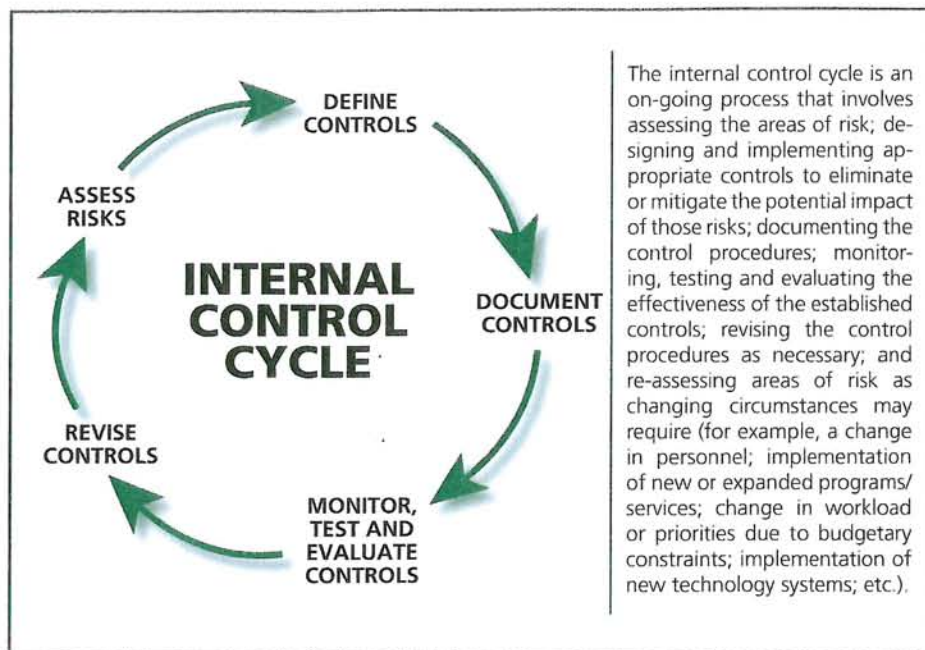 DEFINE
CONTROLS
ASSESS
RISKS
INTERNAL
CONTROL
CYCLE
DOCUMENT
CONTROLS
REVISE
CONTROLS
MONITOR,
TEST AND
EVALUATE
CONTROLS
The internal control cycle is an
on-going process that involves
assessing the areas of risk; de-
signing and implementing ap-
propriate controls to eliminate
or mitigate the potential impact
of those risks; documenting the
control procedures; monitor-
ing, testing and evaluating the
effectiveness of the established
controls; revising the control
procedures as necessary; and
re-assessing areas of risk as
changing circumstances may
require (for example, a change
in personnel; implementation
of new or expanded programs/
services; change in workload
or priorities due to budgetary
constraints; implementation of
new technology systems; etc.).